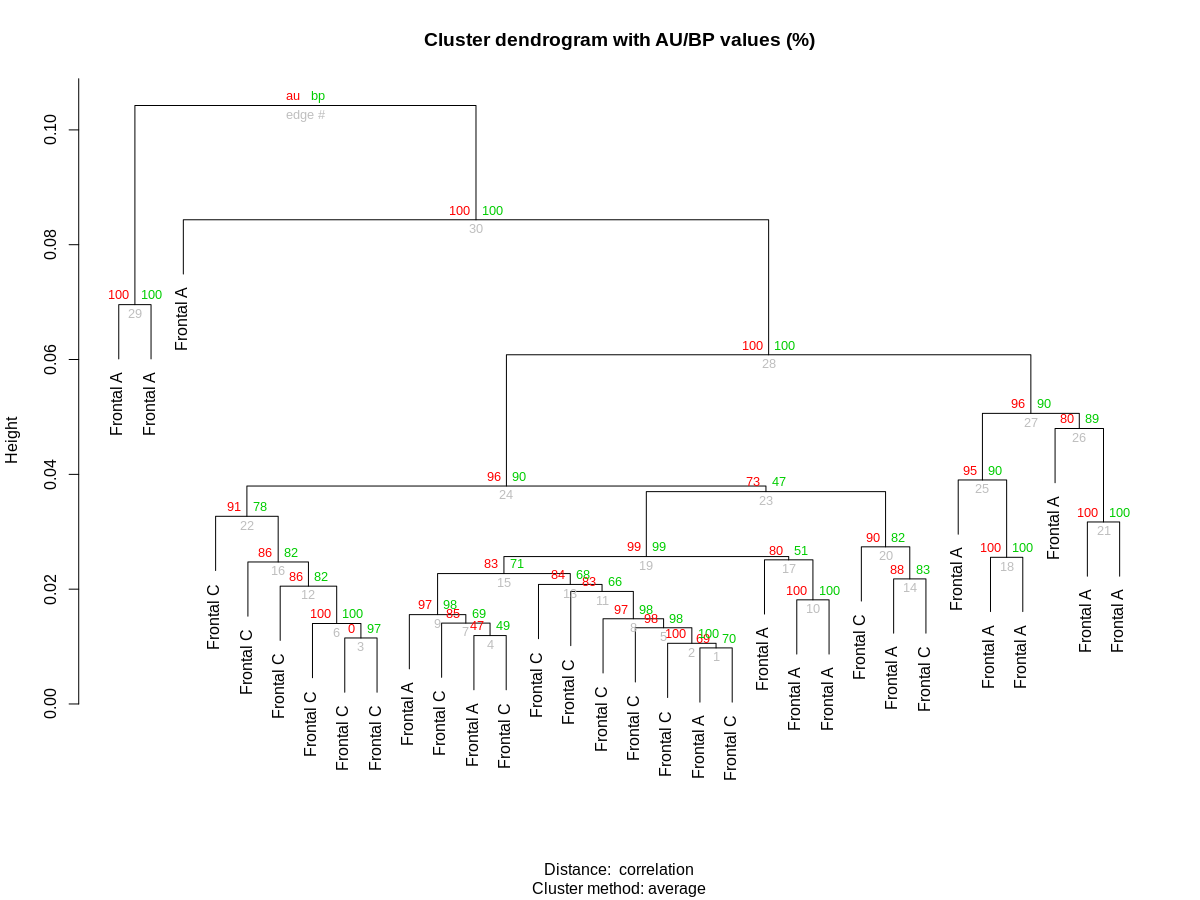 Cluster dendrogram with AU/BP values (%)
au bp
edge #
100 100
30
100 100
29
100 100
28
96 90
27
80 89
26
96 90
24
73 47
23
95 90
25
91 78
22
100 100
21
99 99
19
80 51
17
90 82
20
100 100
18
86 82
16
83 71
15
84 68
13
83 66
11
86 82
12
88 83
14
100 100
10
97 98
9
85 69
7
97 98
8
98 98
5
100 100
6
0 97
3
47 49
4
100 100
2
69 70
1
Frontal A
Frontal A
Frontal A
Frontal C
Frontal C
Frontal C
Frontal C
Frontal C
Frontal C
Frontal A
Frontal C
Frontal A
Frontal C
Frontal C
Frontal C
Frontal C
Frontal C
Frontal C
Frontal A
Frontal C
Frontal A
Frontal A
Frontal A
Frontal C
Frontal A
Frontal C
Frontal A
Frontal A
Frontal A
Frontal A
Frontal A
Frontal A
Height
0.10
0.08
0.06
0.04
0.02
0.00
Distance: correlation
Cluster method: average